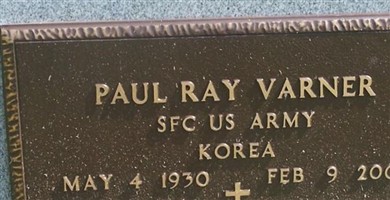 PAUL RAY VARNER
SFC US ARMY
KOREA
MAY 4 1930 FEB 9